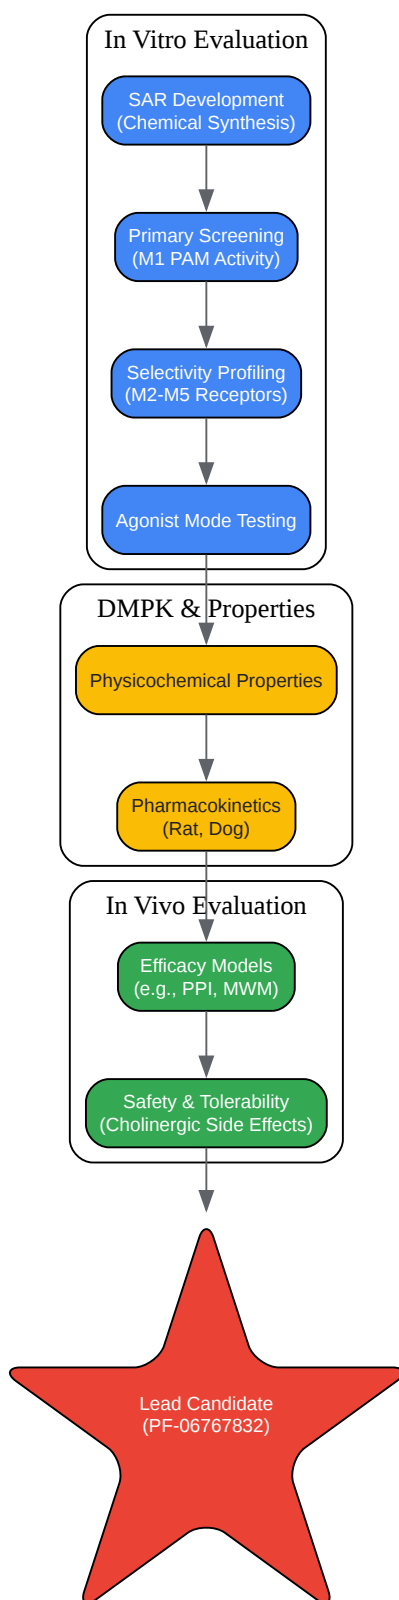 In Vitro Evaluation
SAR Development
(Chemical Synthesis)
Primary Screening
(M1 PAM Activity)
Selectivity Profiling
(M2-M5 Receptors)
Agonist Mode Testing
DMPK & Properties
Physicochemical Properties
Pharmacokinetics
(Rat, Dog)
In Vivo Evaluation
Efficacy Models
(e.g., PPI, MWM)
Safety & Tolerability
(Cholinergic Side Effects)
Lead Candidate
(PF-06767832)